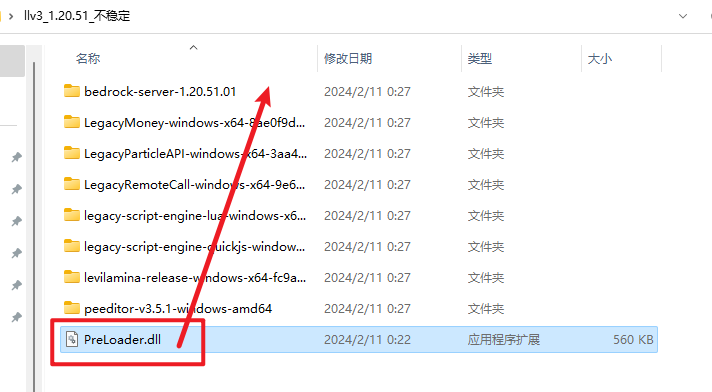 llv3_1.20.51_不稳定
名称 修改日期 类型 大小
bedrock-server-1.20.51.01 2024/2/11 0:27 文件夹
LegacyMoney-windows-x64-8ae0f9d... 2024/2/11 0:27 文件夹
LegacyParticleAPI-windows-x64-3aa4... 2024/2/11 0:27 文件夹
LegacyRemoteCall-windows-x64-9e6... 2024/2/11 0:27 文件夹
legacy-script-engine-lua-windows-x6... 2024/2/11 0:27 文件夹
legacy-script-engine-quickjs-window... 2024/2/11 0:27 文件夹
levilamina-release-windows-x64-fc9a... 2024/2/11 0:27 文件夹
peeditor-v3.5.1-windows-amd64 2024/2/11 0:27 文件夹
PreLoader.dll 2024/2/11 0:22 应用程序扩展 560 KB